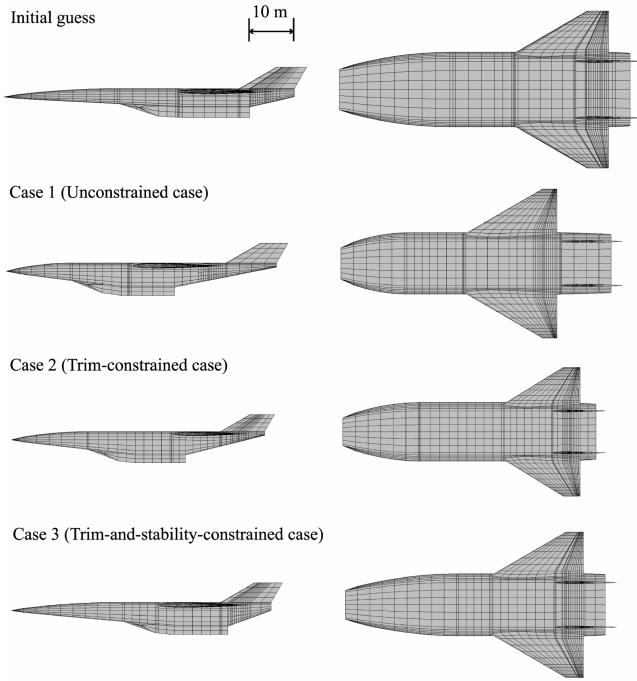 Initial guess
10 m
Case 1 (Unconstrained case)
Case 2 (Trim-constrained case)
Case 3 (Trim-and-stability-constrained case)